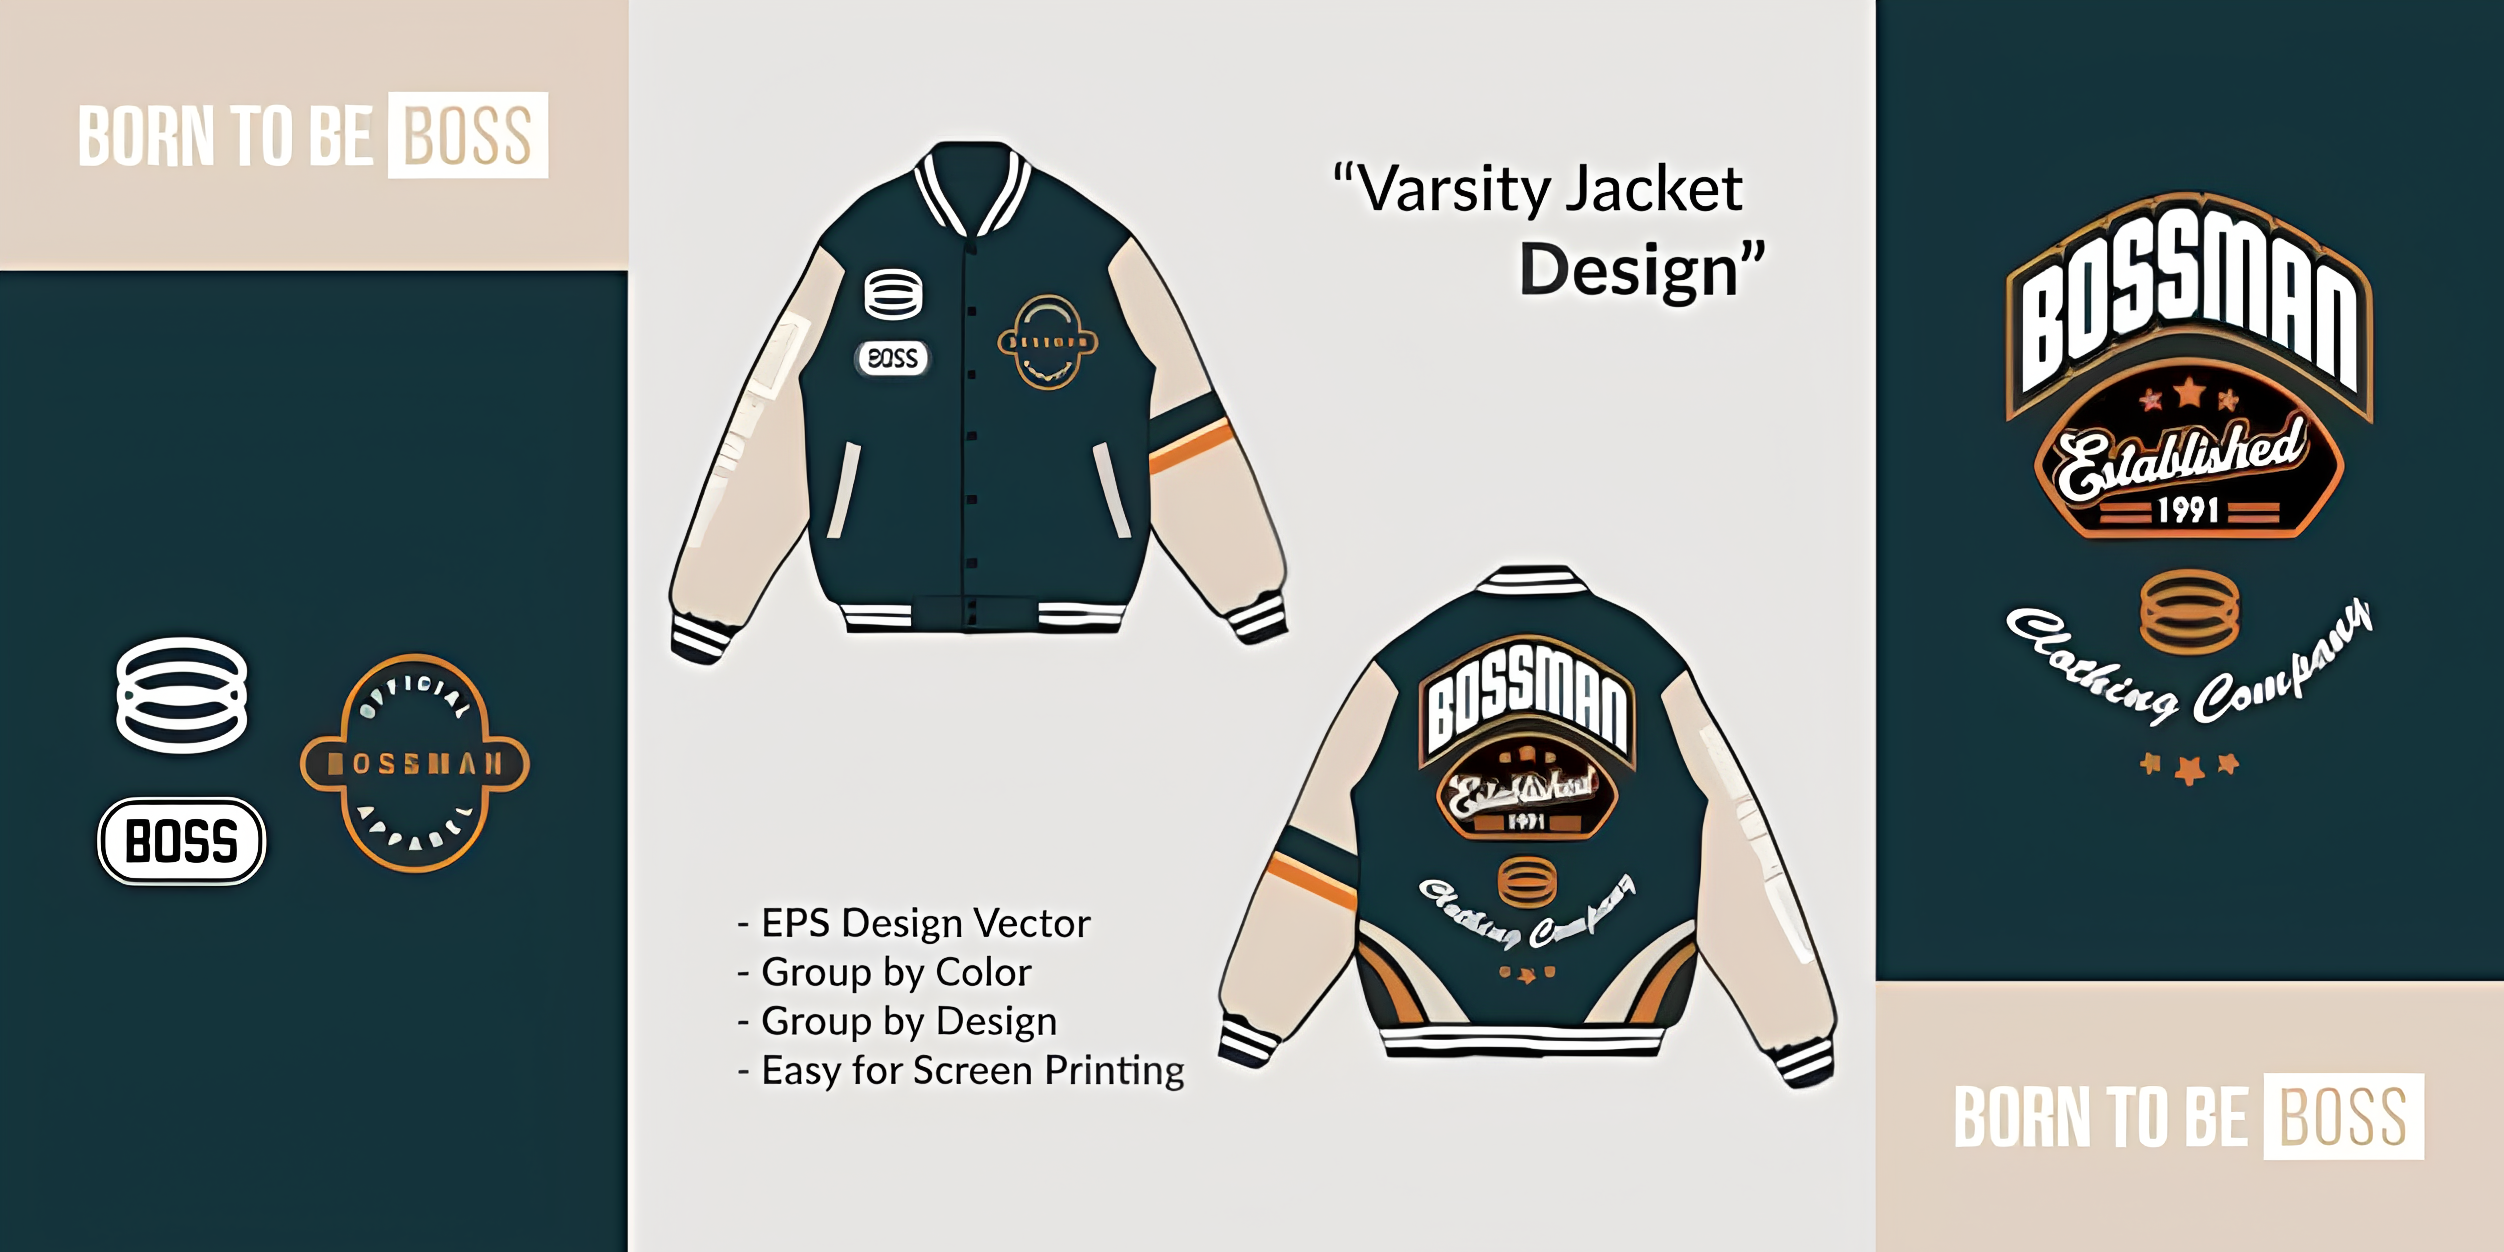 BORN TO BE BOSS
OFFICIAL
BOSSMAN
BOSS
BOSS
“Varsity Jacket
Design”
BOSSMAN
1991
- EPS Design Vector
- Group by Color
- Group by Design
- Easy for Screen Printing
BOSSMAN
Established
1991
Clothing Company
BORN TO BE BOSS